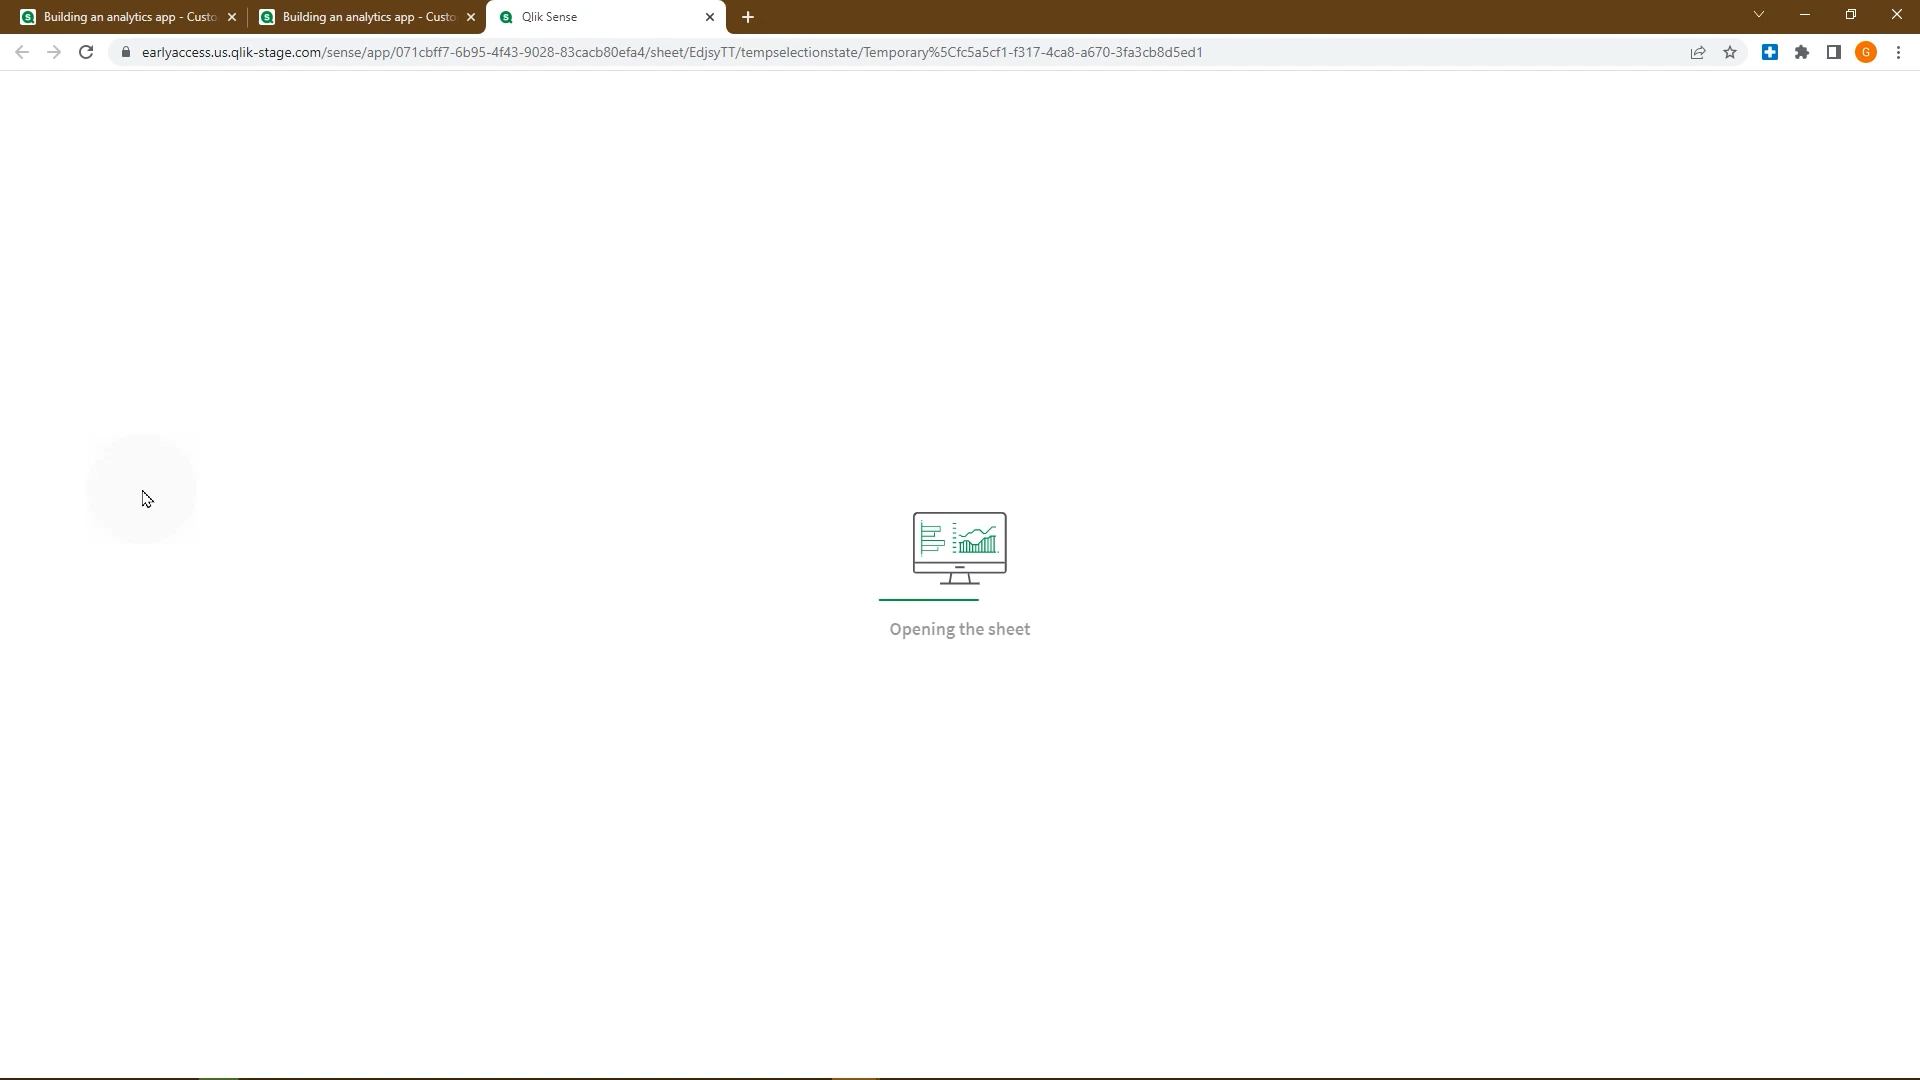 Building an analytics app - Custo
Building an analytics app - Custo
Qlik Sense
earlyaccess.us.qlik-stage.com/sense/app/071cbff7-6b95-4f43-9028-83cacb80efa4/sheet/EdjsyTT/tempselectionstate/Temporary%5Cfc5a5cf1-f317-4ca8-a670-3fa3cb8d5ed1
G
Opening the sheet